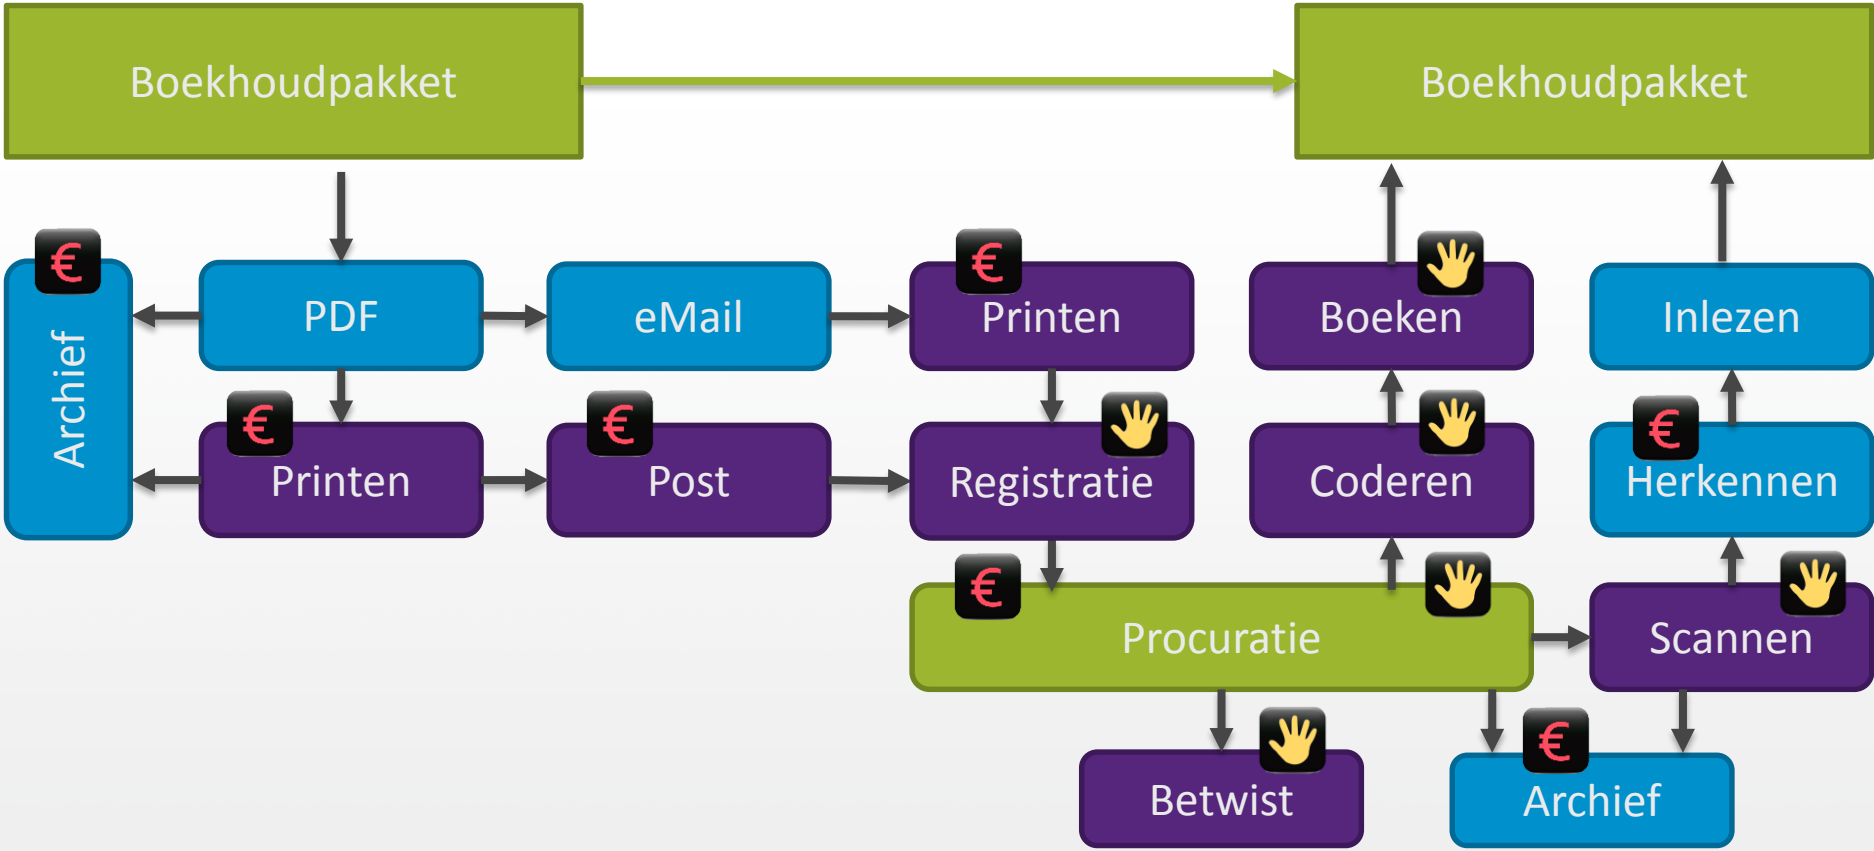 Boekhoudpakket
Boekhoudpakket
€
Archief
PDF
eMail
€
Printen
Boeken
Inlezen
€
Printen
€
Post
Registratie
Coderen
€
Herkennen
€
Procuratie
Scannen
Betwist
€
Archief